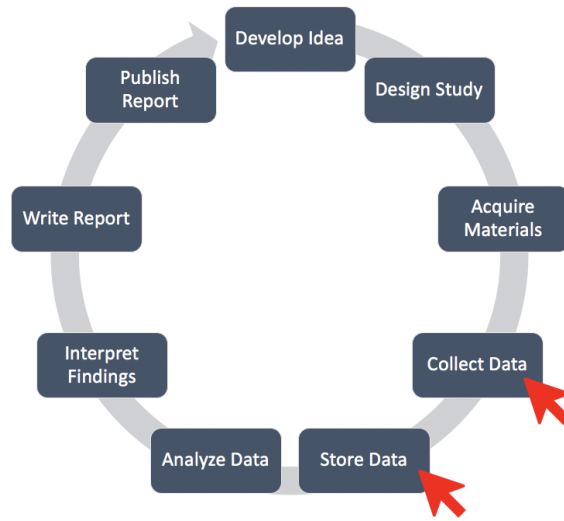 Develop Idea
Design Study
Acquire
Materials
Collect Data
Store Data
Analyze Data
Interpret
Findings
Write Report
Publish
Report